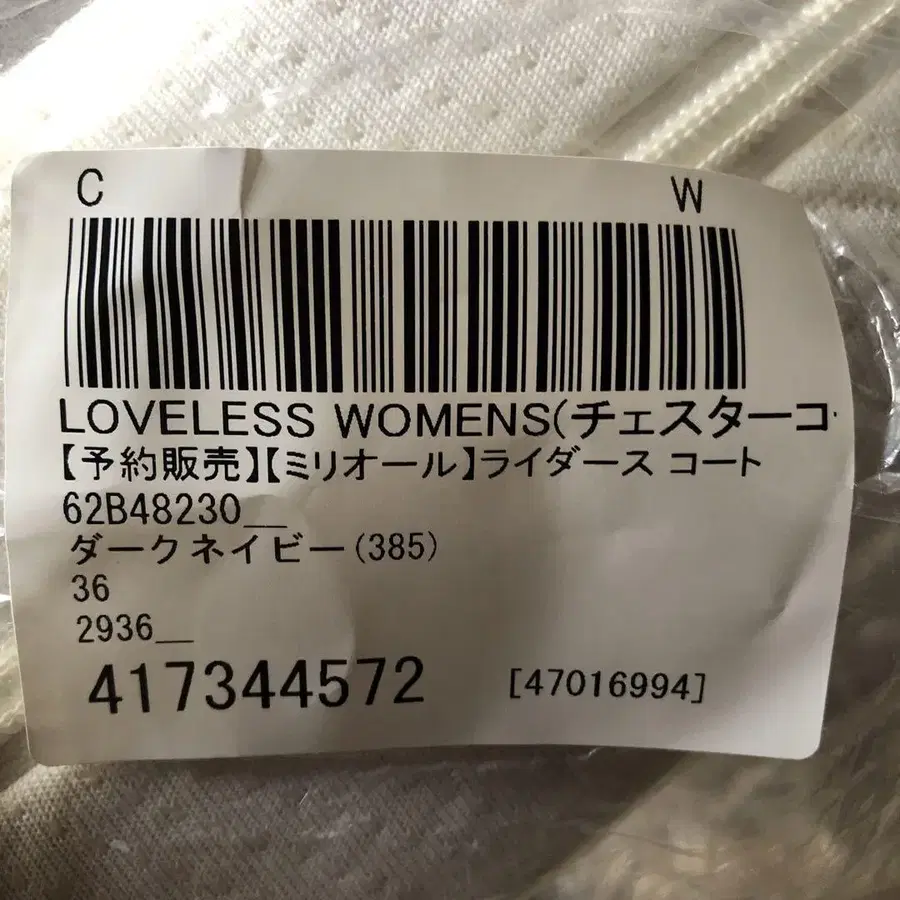 C W
LOVELESS WOMENS(チェスターコ
【予約販売】【ミリオール】ライダース コート
62B48230__
ダークネイビー(385)
36
2936__
417344572 [47016994]